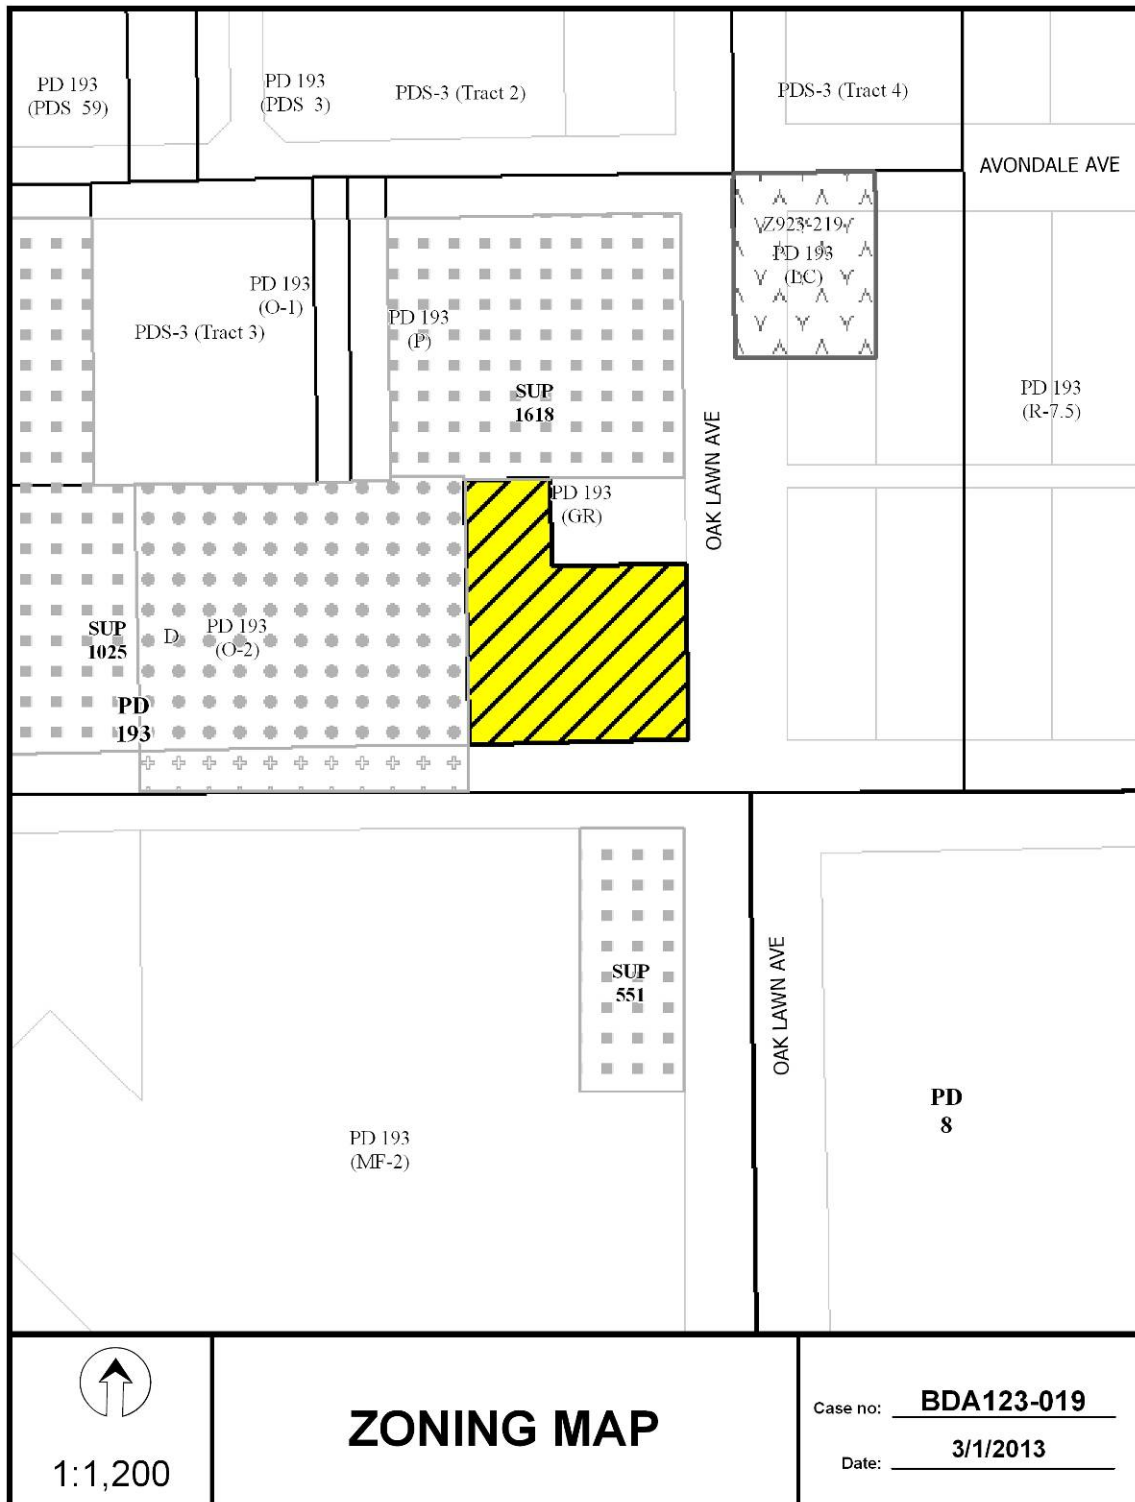 PD 193
(PDS 59)
PD 193
(PDS 3)
PDS-3 (Tract 2)
PDS-3 (Tract 4)
AVONDALE AVE
Z923-219
PD 193
(LC)
PD 193
(O-1)
PDS-3 (Tract 3)
PD 193
(P)
SUP
1618
PD 193
(R-7.5)
OAK LAWN AVE
PD 193
(GR)
SUP
1025
D
PD 193
(O-2)
PD
193
SUP
551
OAK LAWN AVE
PD
8
PD 193
(MF-2)
1:1,200
ZONING MAP
Case no: BDA123-019
Date: 3/1/2013